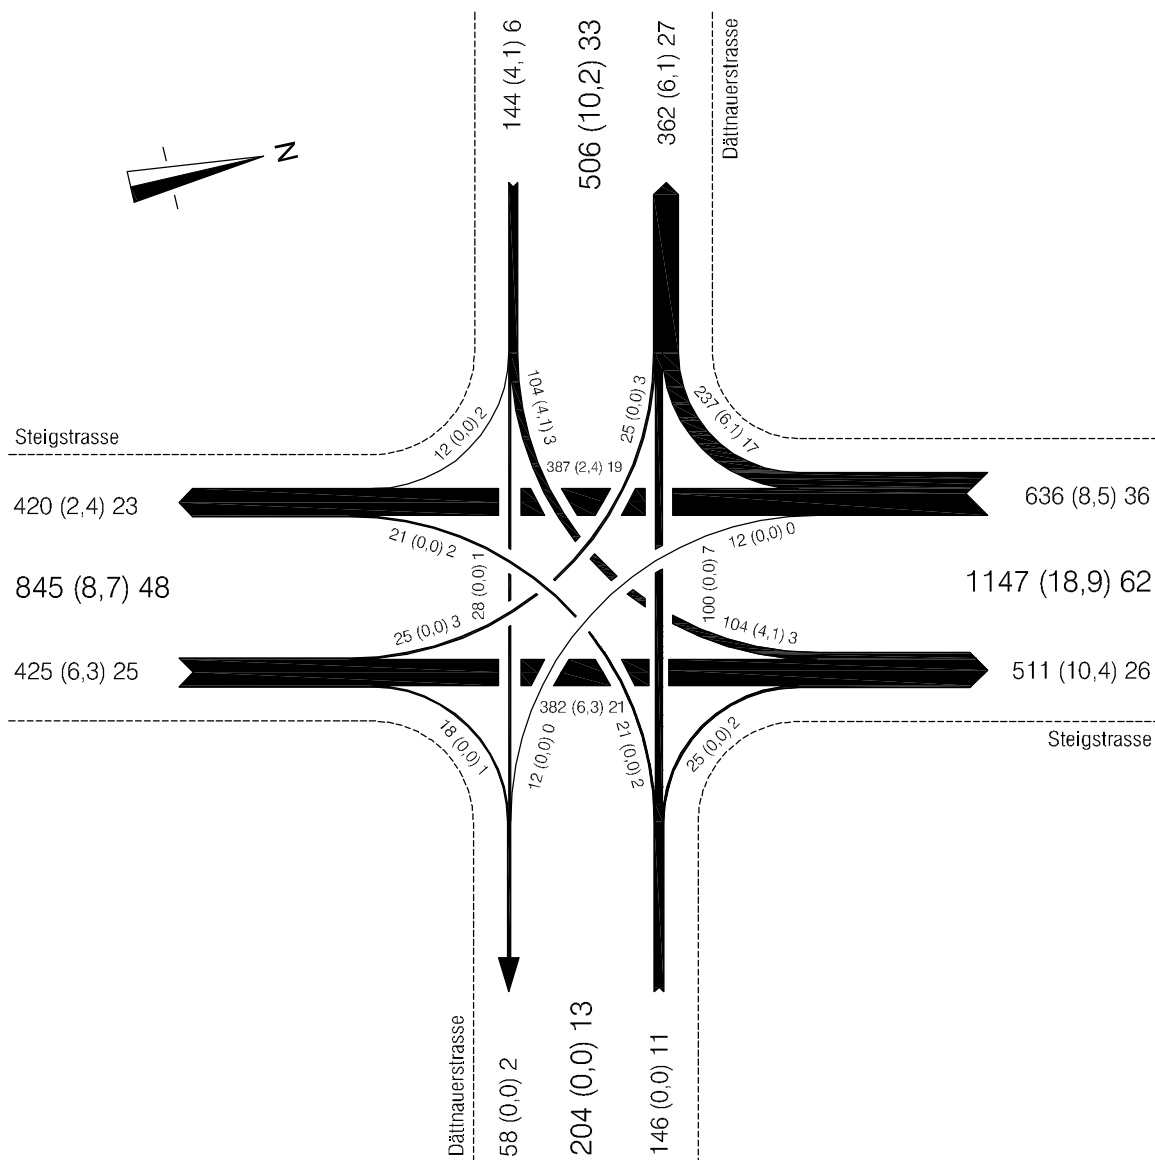 144 (4,1) 6
506 (10,2) 33
362 (6,1) 27
Dättnauerstrasse
N
12 (0,0) 2
104 (4,1) 3
25 (0,0) 3
237 (6,1) 17
Steigstrasse
387 (2,4) 19
420 (2,4) 23
636 (8,5) 36
21 (0,0) 2
28 (0,0) 1
100 (0,0) 7
12 (0,0) 0
845 (8,7) 48
1147 (18,9) 62
25 (0,0) 3
104 (4,1) 3
425 (6,3) 25
511 (10,4) 26
382 (6,3) 21
18 (0,0) 1
12 (0,0) 0
21 (0,0) 2
25 (0,0) 2
Steigstrasse
Dättnauerstrasse
58 (0,0) 2
204 (0,0) 13
146 (0,0) 11